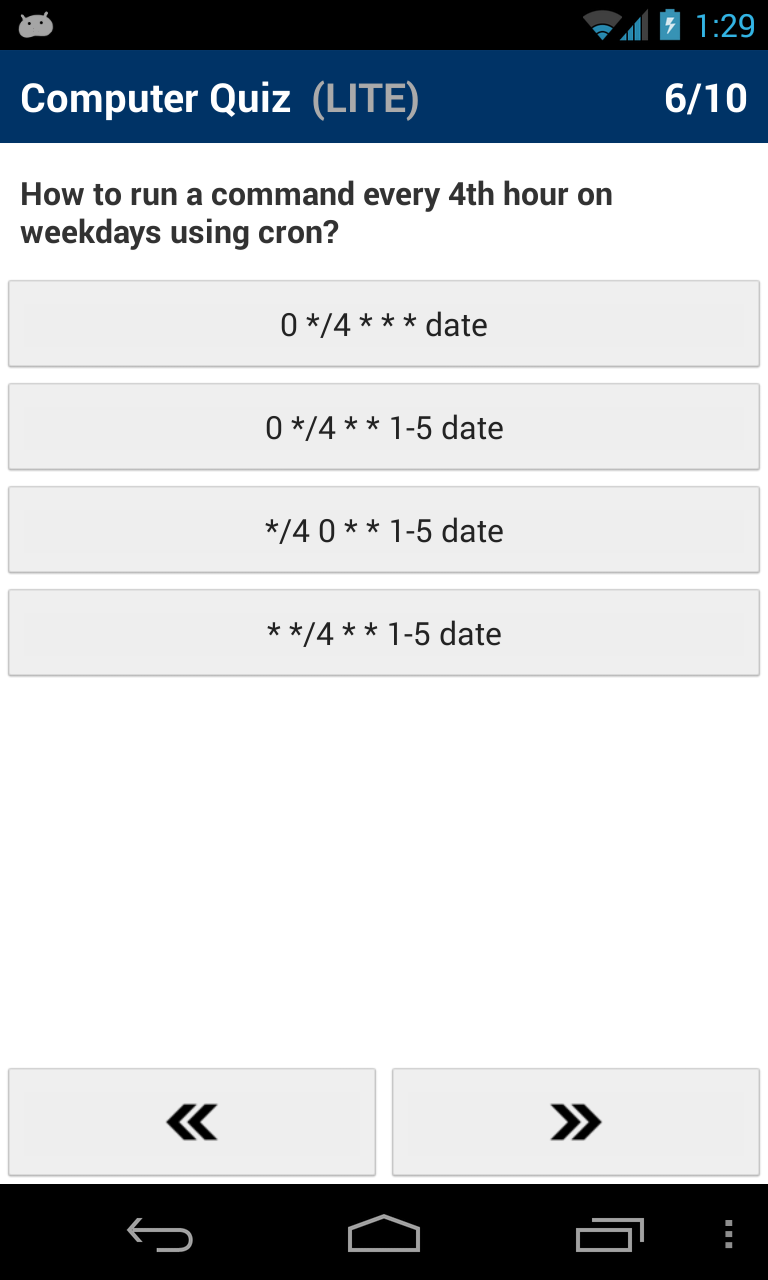 1:29
Computer Quiz (LITE) 6/10
How to run a command every 4th hour on
weekdays using cron?
0 */4 * * * date
0 */4 * * 1-5 date
*/4 0 * * 1-5 date
* */4 * * 1-5 date